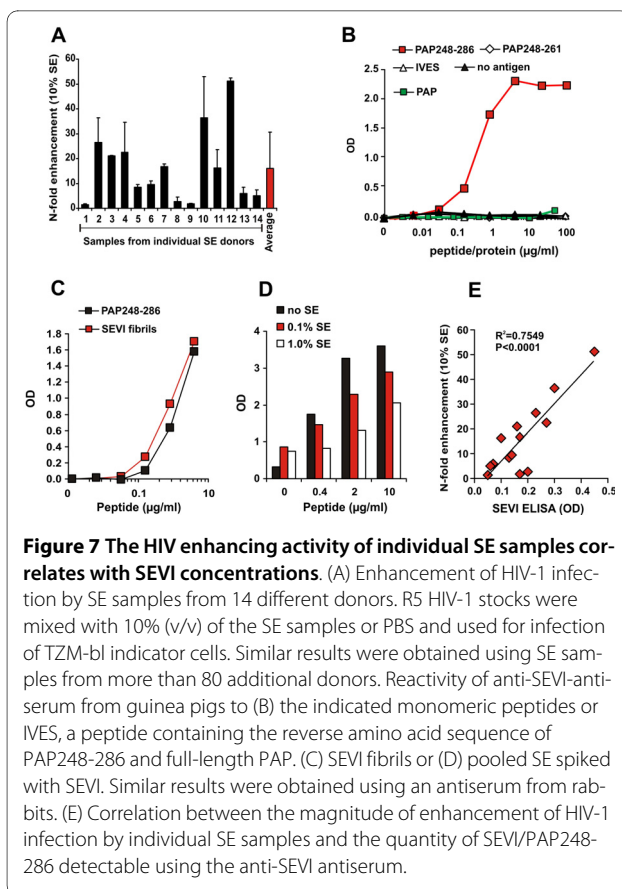 A
N-fold enhancement (10% SE)
60
50
40
30
20
10
0
1 2 3 4 5 6 7 8 9 10 11 12 13 14
Samples from individual SE donors
Average
B
PAP248-286 PAP248-261
IVES no antigen
PAP
OD
2.5
2.0
1.5
1.0
0.5
0.0
0 0.01 0.1 1 10 100
peptide/protein (µg/ml)
C
PAP248-286
SEVI fibrils
OD
1.8
1.6
1.4
1.2
1.0
0.8
0.6
0.4
0.2
0.0
0.1 10
Peptide (µg/ml)
D
no SE
0.1% SE
1.0% SE
OD
4
3
2
1
0
0 0.4 2 10
Peptide (µg/ml)
E
R²=0.7549
P<0.0001
N-fold enhancement (10% SE)
60
50
40
30
20
10
0
0.0 0.1 0.2 0.3 0.4 0.5
SEVI ELISA (OD)
Figure 7 The HIV enhancing activity of individual SE samples cor-
relates with SEVI concentrations. (A) Enhancement of HIV-1 infec-
tion by SE samples from 14 different donors. R5 HIV-1 stocks were
mixed with 10% (v/v) of the SE samples or PBS and used for infection
of TZM-bl indicator cells. Similar results were obtained using SE sam-
ples from more than 80 additional donors. Reactivity of anti-SEVI-anti-
serum from guinea pigs to (B) the indicated monomeric peptides or
IVES, a peptide containing the reverse amino acid sequence of
PAP248-286 and full-length PAP. (C) SEVI fibrils or (D) pooled SE spiked
with SEVI. Similar results were obtained using an antiserum from rab-
bits. (E) Correlation between the magnitude of enhancement of HIV-1
infection by individual SE samples and the quantity of SEVI/PAP248-
286 detectable using the anti-SEVI antiserum.